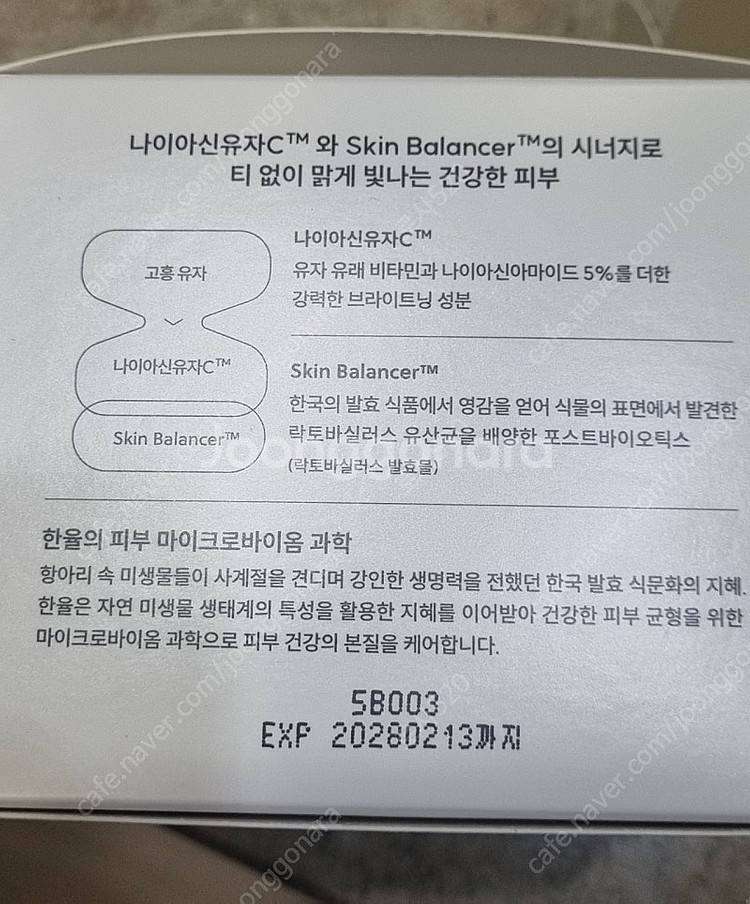 나이아신유자C™ 와 Skin Balancer™의 시너지로
티 없이 맑게 빛나는 건강한 피부
고흥 유자
나이아신유자C™
Skin Balancer™
나이아신유자C™
유자 유래 비타민과 나이아신아마이드 5%를 더한
강력한 브라이트닝 성분
Skin Balancer™
한국의 발효 식품에서 영감을 얻어 식물의 표면에서 발견한
락토바실러스 유산균을 배양한 포스트바이오틱스
(락토바실러스 발효물)
한율의 피부 마이크로바이옴 과학
항아리 속 미생물들이 사계절을 견디며 강인한 생명력을 전했던 한국 발효 식문화의 지혜.
한율은 자연 미생물 생태계의 특성을 활용한 지혜를 이어받아 건강한 피부 균형을 위한
마이크로바이옴 과학으로 피부 건강의 본질을 케어합니다.
5B003
EXP 20280213까지
Joonggonara
cafe.naver.com/joonggonara